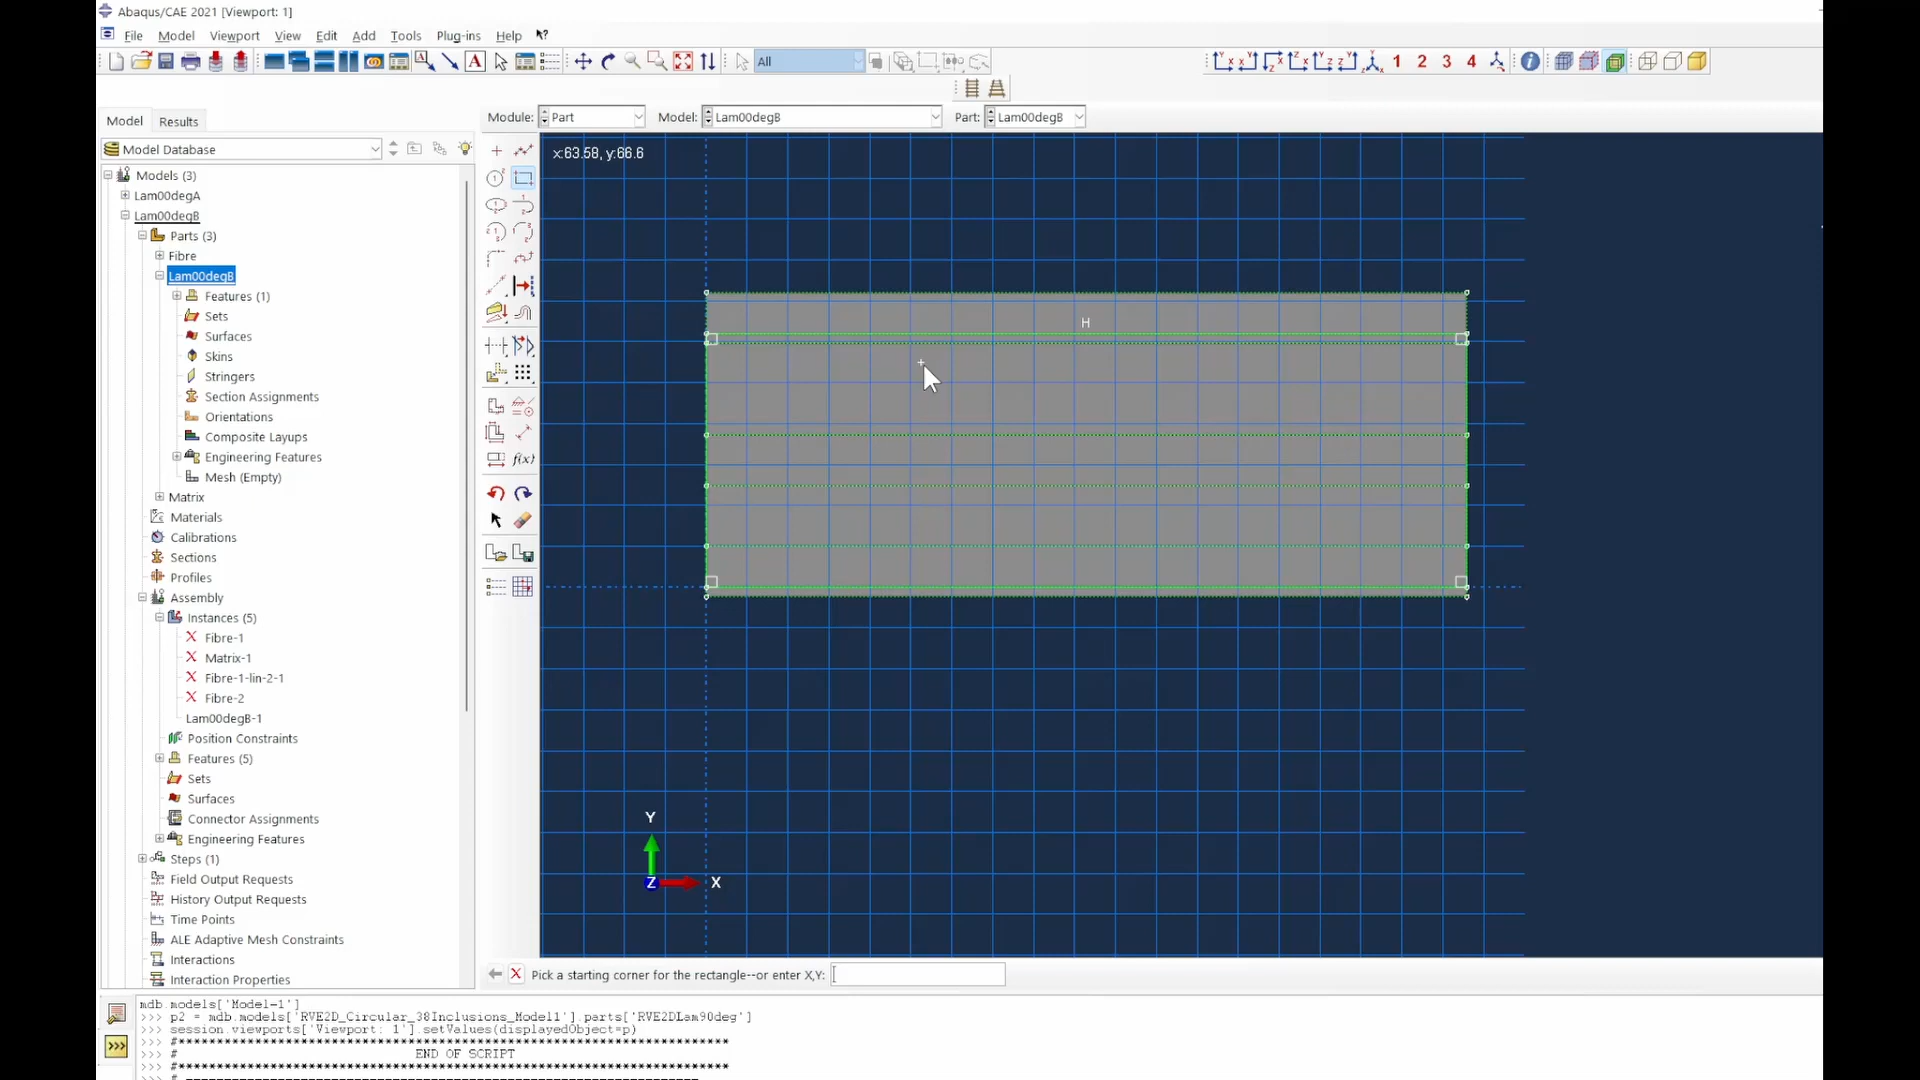 Abaqus/CAE 2021 [Viewport: 1]
File Model Viewport View Edit Add Tools Plug-ins Help
All
1 2 3 4
Model Results
Module: Part Model: Lam00degB Part: Lam00degB
Model Database
x:63.58, y:66.6
Models (3)
Lam00degA
Lam00degB
Parts (3)
Fibre
Lam00degB
Features (1)
Sets
Surfaces
Skins
Stringers
Section Assignments
Orientations
Composite Layups
Engineering Features
Mesh (Empty)
Matrix
Materials
Calibrations
Sections
Profiles
Assembly
Instances (5)
Fibre-1
Matrix-1
Fibre-1-lin-2-1
Fibre-2
Lam00degB-1
Position Constraints
Features (5)
Sets
Surfaces
Connector Assignments
Engineering Features
Steps (1)
Field Output Requests
History Output Requests
Time Points
ALE Adaptive Mesh Constraints
Interactions
Interaction Properties
f(x)
H
Y
Z X
Pick a starting corner for the rectangle--or enter X,Y:
mdb.models['Model-1']
>>> p2 = mdb.models['RVE2D_Circular_38Inclusions_Model1'].parts['RVE2DLam90deg']
>>> session.viewports['Viewport: 1'].setValues(displayedObject=p)
>>> #**************************************************************************
>>> # END OF SCRIPT
>>> #**************************************************************************